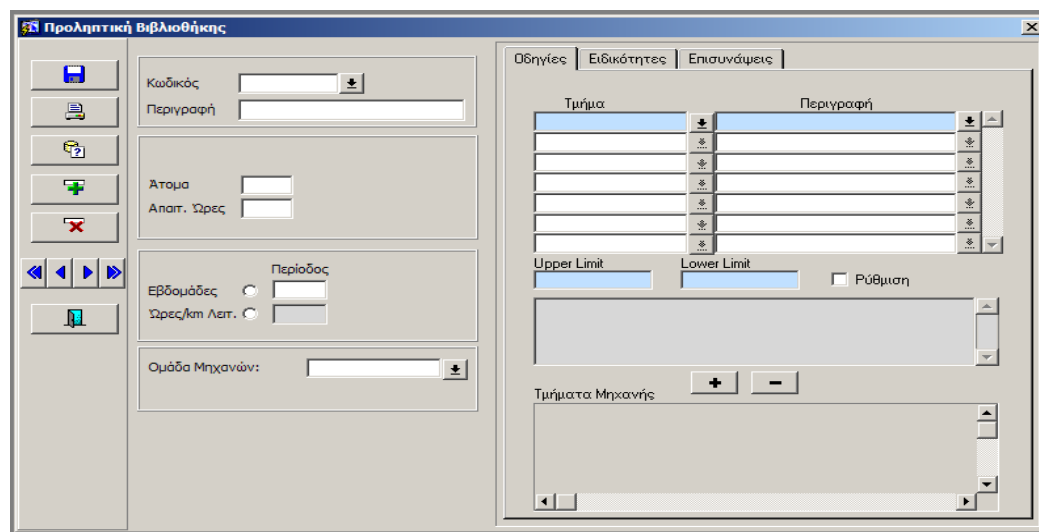 Προληπτική Βιβλιοθήκης
Κωδικός
Περιγραφή
Άτομα
Απαιτ. Ώρες
Περίοδος
Εβδομάδες
Ώρες/km Λειτ.
Ομάδα Μηχανών:
Οδηγίες Ειδικότητες Επισυνάψεις
Τμήμα Περιγραφή
Upper Limit Lower Limit
Ρύθμιση
Τμήματα Μηχανής